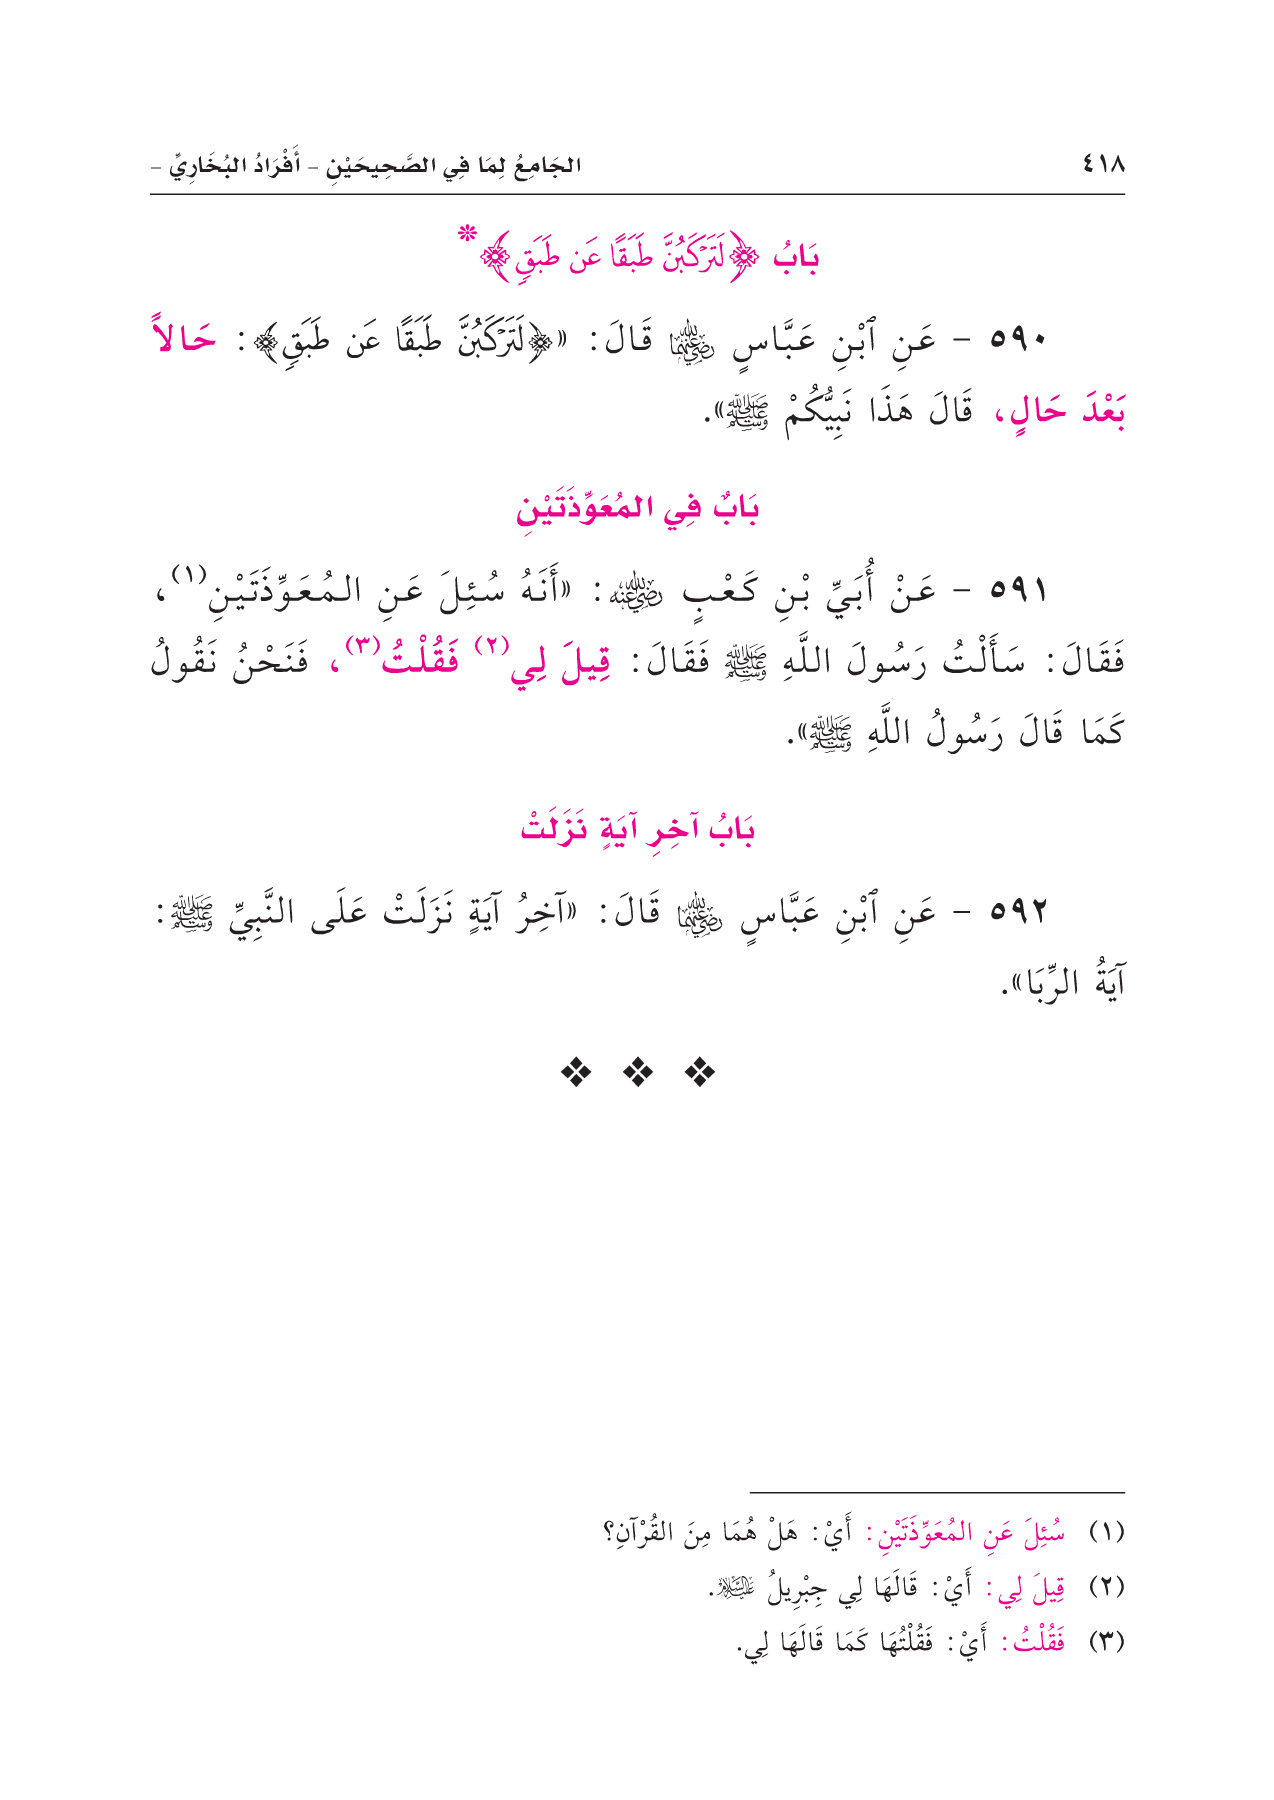 ٤١٨ الجَامِعُ لِمَا فِي الصَّحِيحَيْنِ - أَفْرَادُ البُخَارِيِّ -
بَابُ ﴿لَتَرْكَبُنَّ طَبَقًا عَن طَبَقٍ﴾*
٥٩٠ - عَنِ ٱبْنِ عَبَّاسٍ رضي الله عنهما قَالَ: «﴿لَتَرْكَبُنَّ طَبَقًا عَن طَبَقٍ﴾: حَالاً
بَعْدَ حَالٍ، قَالَ هَذَا نَبِيُّكُمْ ﷺ».
بَابٌ فِي المُعَوِّذَتَيْنِ
٥٩١ - عَنْ أُبَيِّ بْنِ كَعْبٍ رضي الله عنه: «أَنَهُ سُئِلَ عَنِ المُعَوِّذَتَيْنِ(١)،
فَقَالَ: سَأَلْتُ رَسُولَ اللَّهِ ﷺ فَقَالَ: قِيلَ لِي(٢) فَقُلْتُ(٣)، فَنَحْنُ نَقُولُ
كَمَا قَالَ رَسُولُ اللَّهِ ﷺ».
بَابُ آخِرِ آيَةٍ نَزَلَتْ
٥٩٢ - عَنِ ٱبْنِ عَبَّاسٍ رضي الله عنهما قَالَ: «آخِرُ آيَةٍ نَزَلَتْ عَلَى النَّبِيِّ ﷺ:
آيَةُ الرِّبَا».
(١) سُئِلَ عَنِ المُعَوِّذَتَيْنِ: أَيْ: هَلْ هُمَا مِنَ القُرْآنِ؟
(٢) قِيلَ لِي: أَيْ: قَالَهَا لِي جِبْرِيلُ عليه السلام.
(٣) فَقُلْتُ: أَيْ: فَقُلْتُهَا كَمَا قَالَهَا لِي.